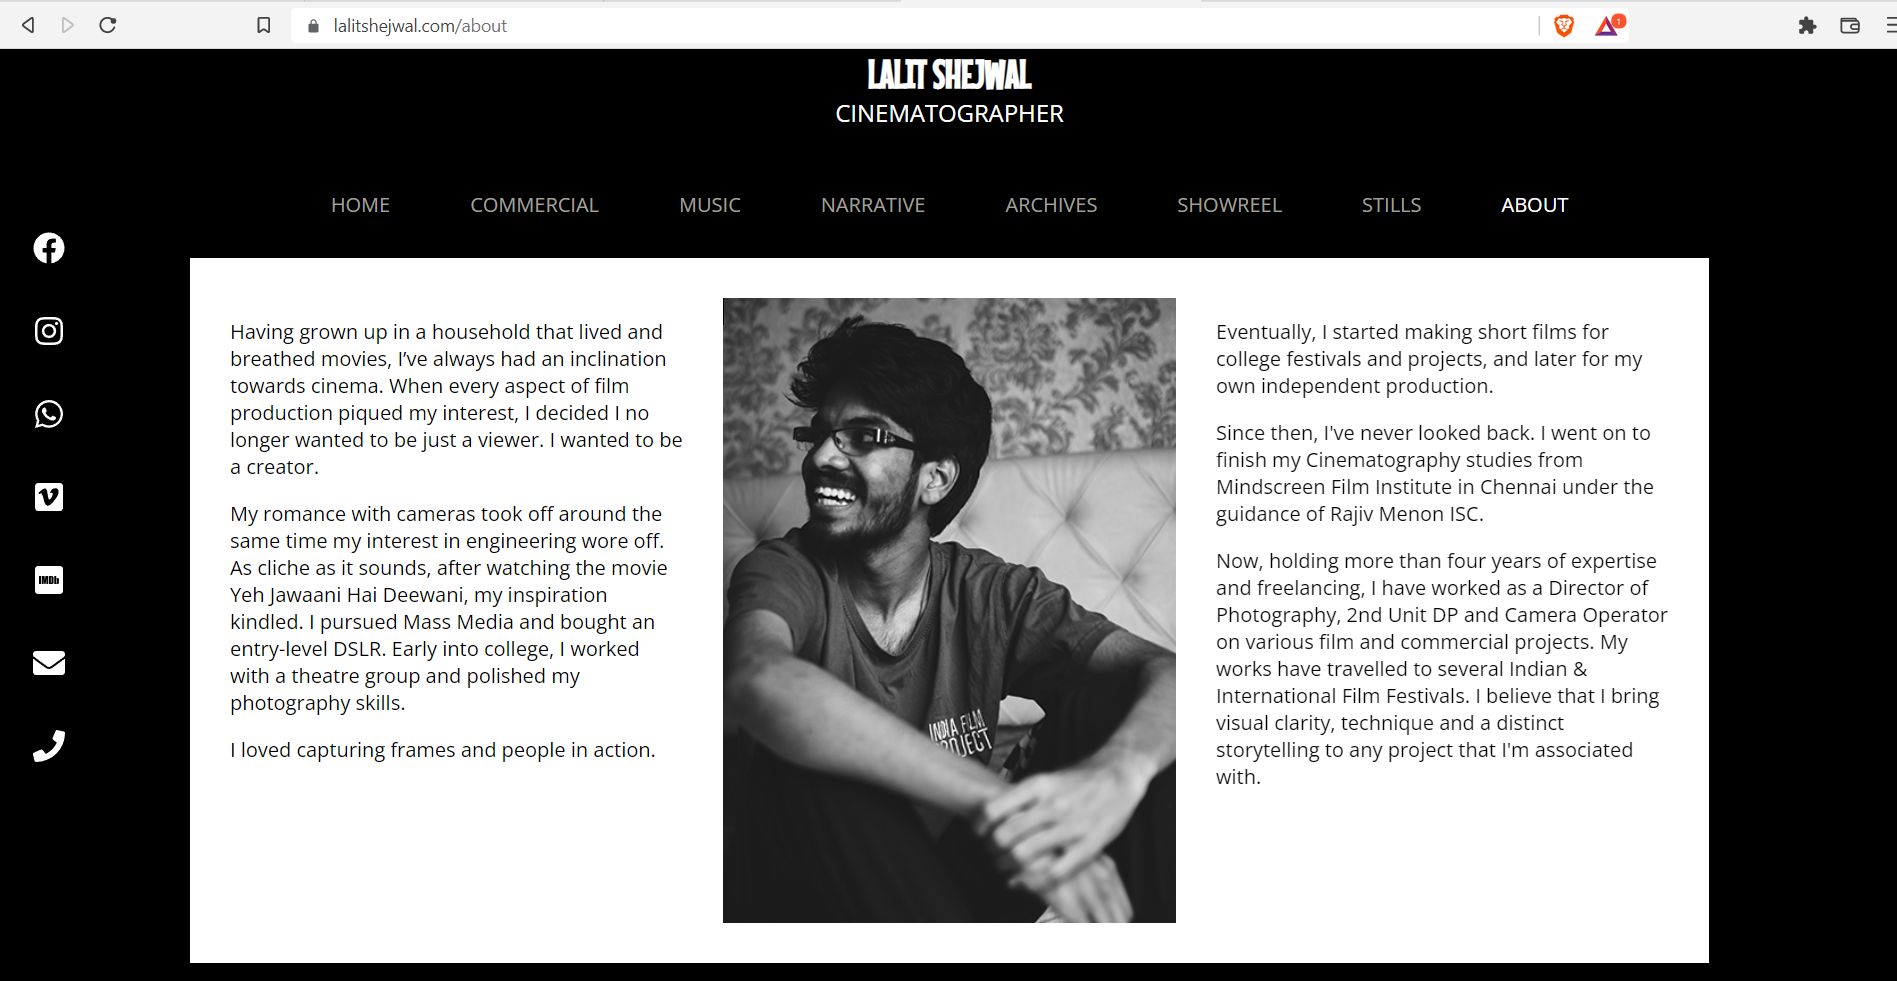 lalitshejwal.com/about
1
LALIT SHEJWAL
CINEMATOGRAPHER
HOME
COMMERCIAL
MUSIC
NARRATIVE
ARCHIVES
SHOWREEL
STILLS
ABOUT
IMDb
Having grown up in a household that lived and
breathed movies, I’ve always had an inclination
towards cinema. When every aspect of film
production piqued my interest, I decided I no
longer wanted to be just a viewer. I wanted to be
a creator.
My romance with cameras took off around the
same time my interest in engineering wore off.
As cliche as it sounds, after watching the movie
Yeh Jawaani Hai Deewani, my inspiration
kindled. I pursued Mass Media and bought an
entry-level DSLR. Early into college, I worked
with a theatre group and polished my
photography skills.
I loved capturing frames and people in action.
INDIA FILM
PROJECT
Eventually, I started making short films for
college festivals and projects, and later for my
own independent production.
Since then, I've never looked back. I went on to
finish my Cinematography studies from
Mindscreen Film Institute in Chennai under the
guidance of Rajiv Menon ISC.
Now, holding more than four years of expertise
and freelancing, I have worked as a Director of
Photography, 2nd Unit DP and Camera Operator
on various film and commercial projects. My
works have travelled to several Indian &
International Film Festivals. I believe that I bring
visual clarity, technique and a distinct
storytelling to any project that I'm associated
with.